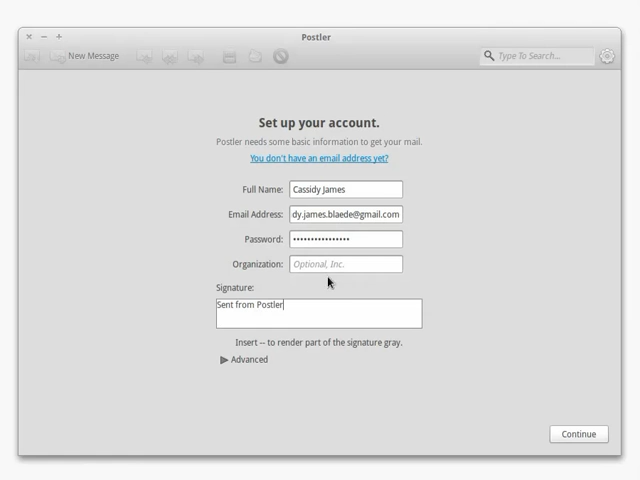 Postler
New Message
Type To Search...
Set up your account.
Postler needs some basic information to get your mail.
You don't have an email address yet?
Full Name: Cassidy James
Email Address: dy.james.blaede@gmail.com
Password: ••••••••••••••••
Organization: Optional, Inc.
Signature:
Sent from Postler
Insert -- to render part of the signature gray.
Advanced
Continue